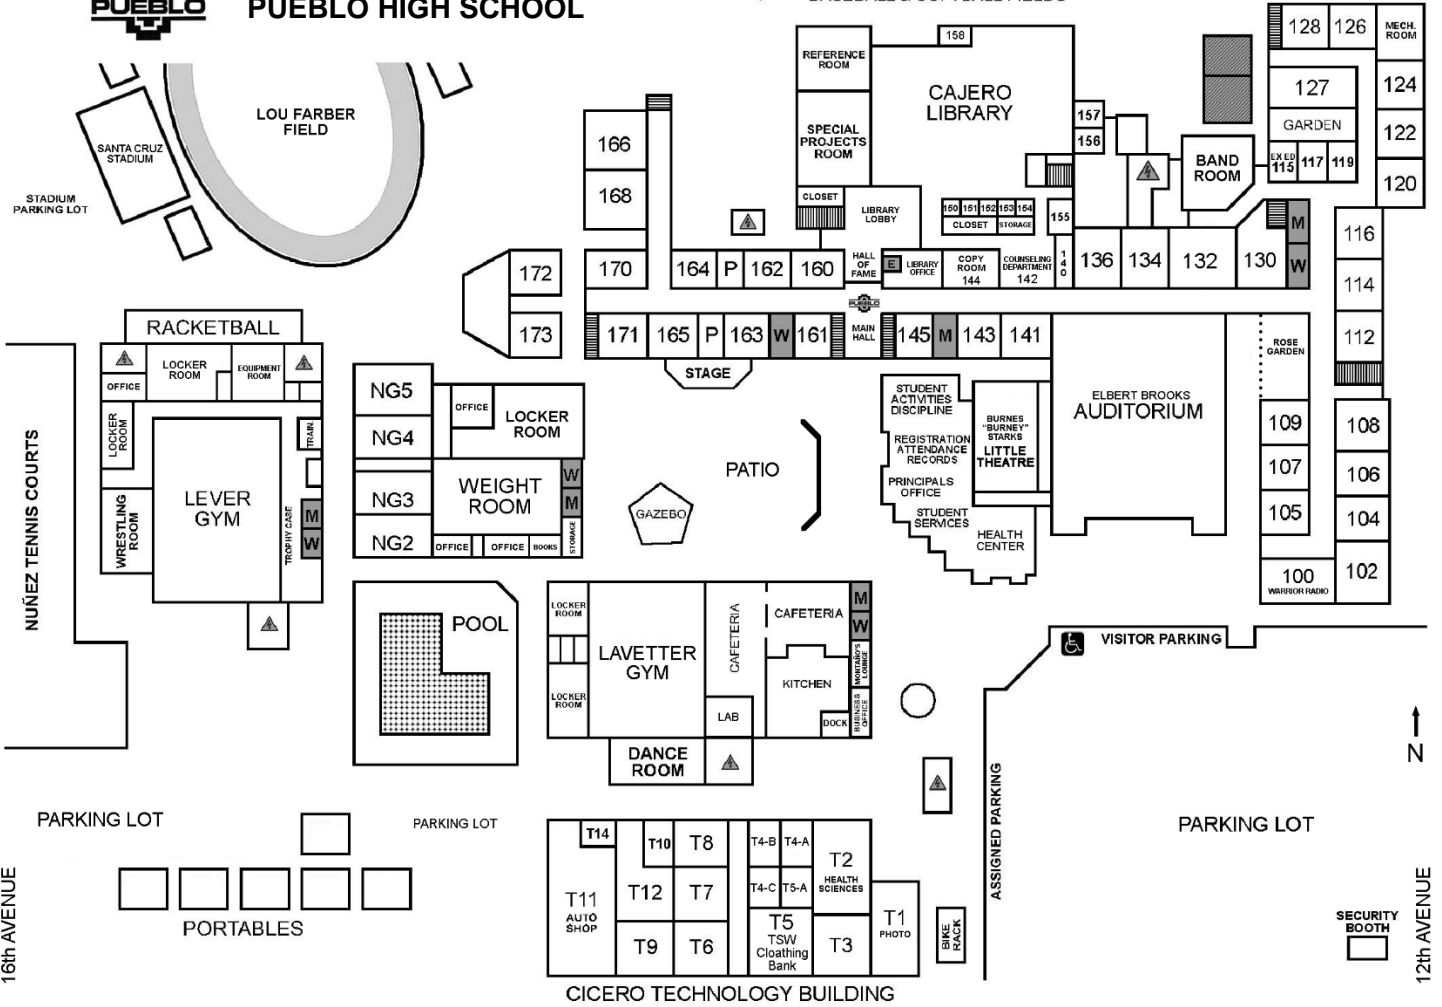 PUEBLO
PUEBLO HIGH SCHOOL
LOU FARBER
FIELD
SANTA CRUZ
STADIUM
STADIUM
PARKING LOT
REFERENCE
ROOM
158
CAJERO
LIBRARY
SPECIAL
PROJECTS
ROOM
157
156
CLOSET
LIBRARY
LOBBY
150 151 152 153 154
CLOSET
STORAGE
155
128
126
MECH.
ROOM
127
124
GARDEN
122
EX ED
115
117
119
120
BAND
ROOM
166
168
170
164
P
162
160
HALL
OF
FAME
E
LIBRARY
OFFICE
COPY
ROOM
144
COUNSELING
DEPARTMENT
142
1
4
0
136
134
132
130
M
W
116
114
112
172
173
PUEBLO
171
165
P
163
W
161
MAIN
HALL
145
M
143
141
STAGE
ROSE
GARDEN
ELBERT BROOKS
AUDITORIUM
STUDENT
ACTIVITIES
DISCIPLINE
REGISTRATION
ATTENDANCE
RECORDS
PRINCIPALS
OFFICE
STUDENT
SERVICES
HEALTH
CENTER
BURNES
"BURNEY"
STARKS
LITTLE
THEATRE
109
107
105
108
106
104
102
100
WARRIOR RADIO
RACKETBALL
LOCKER
ROOM
EQUIPMENT
ROOM
OFFICE
LOCKER
ROOM
TRAIN.
WRESTLING
ROOM
LEVER
GYM
TROPHY CASE
M
W
NUÑEZ TENNIS COURTS
NG5
NG4
NG3
NG2
OFFICE
LOCKER
ROOM
WEIGHT
ROOM
W
M
STORAGE
OFFICE
OFFICE
BOOKS
PATIO
GAZEBO
POOL
LOCKER
ROOM
LOCKER
ROOM
LAVETTER
GYM
CAFETERIA
CAFETERIA
M
W
MONTAÑO'S
LOUNGE
KITCHEN
LAB
DOCK
BUSINESS
OFFICE
DANCE
ROOM
VISITOR PARKING
ASSIGNED PARKING
N
PARKING LOT
PARKING LOT
PARKING LOT
PORTABLES
16th AVENUE
12th AVENUE
SECURITY
BOOTH
BIKE
RACK
T14
T10
T8
T4-B
T4-A
T2
HEALTH
SCIENCES
T11
AUTO
SHOP
T12
T7
T4-C
T5-A
T9
T6
T5
TSW
Cloathing
Bank
T3
T1
PHOTO
CICERO TECHNOLOGY BUILDING